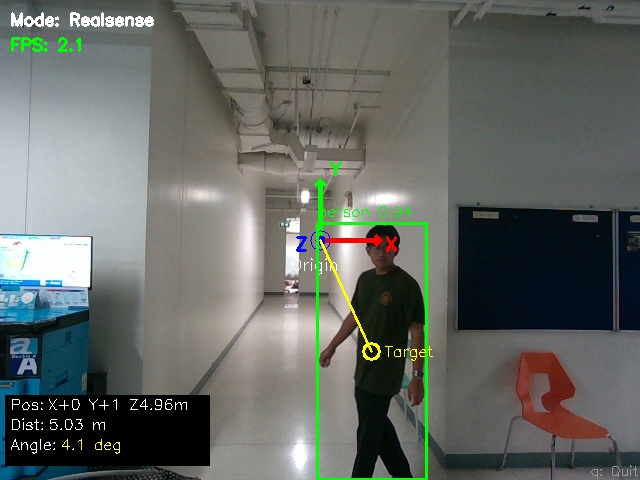 Mode: Realsense
FPS: 2.1
Y
person 0.94
Z
X
Origin
Target
a
Double A
A
Pos: X+0 Y+1 Z4.96m
Dist: 5.03 m
Angle: 4.1 deg
q: Quit